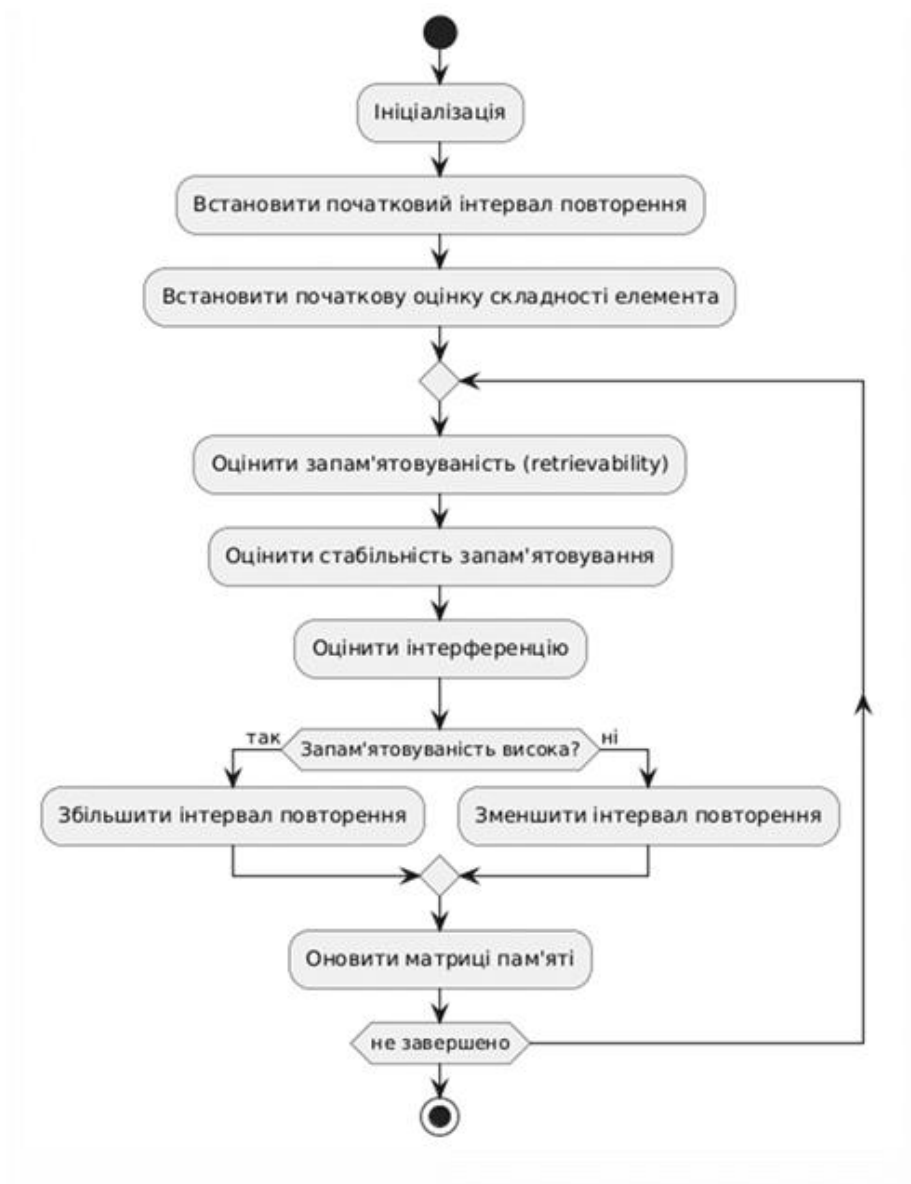 Ініціалізація
Встановити початковий інтервал повторення
Встановити початкову оцінку складності елемента
Оцінити запам'ятовуваність (retrievability)
Оцінити стабільність запам'ятовування
Оцінити інтерференцію
так
Запам'ятовуваність висока?
ні
Збільшити інтервал повторення
Зменшити інтервал повторення
Оновити матриці пам'яті
не завершено